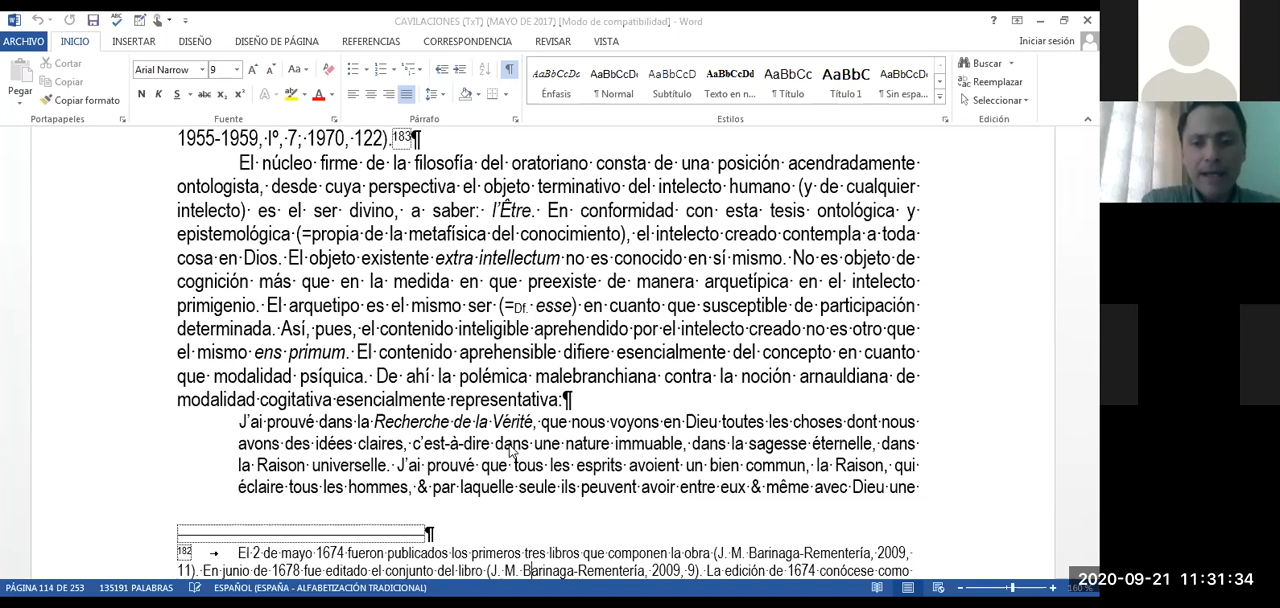 CAVILACIONES (TxT) (MAYO DE 2017) [Modo de compatibilidad] - Word
ARCHIVO INICIO INSERTAR DISEÑO DISEÑO DE PÁGINA REFERENCIAS CORRESPONDENCIA REVISAR VISTA Iniciar sesión
Pegar
Cortar
Copiar
Copiar formato
Portapapeles
Arial Narrow 9
N K S abc x₂ x²
Fuente
Párrafo
AaBbCcDc AaBbCcDc AaBbCcDc AaBbCcDc AaBbCc AaBbC AaBbCcDc
Énfasis ¶ Normal Subtítulo Texto en n... ¶ Título Título 1 ¶ Sin espa...
Estilos
Buscar
Reemplazar
Seleccionar
Edición
1955-1959, Iº, 7; 1970, 122).183¶
El núcleo firme de la filosofía del oratoriano consta de una posición acendradamente
ontologista, desde cuya perspectiva el objeto terminativo del intelecto humano (y de cualquier
intelecto) es el ser divino, a saber: l’Être. En conformidad con esta tesis ontológica y
epistemológica (=propia de la metafísica del conocimiento), el intelecto creado contempla a toda
cosa en Dios. El objeto existente extra intellectum no es conocido en sí mismo. No es objeto de
cognición más que en la medida en que preexiste de manera arquetípica en el intelecto
primigenio. El arquetipo es el mismo ser (=Df. esse) en cuanto que susceptible de participación
determinada. Así, pues, el contenido inteligible aprehendido por el intelecto creado no es otro que
el mismo ens primum. El contenido aprehensible difiere esencialmente del concepto en cuanto
que modalidad psíquica. De ahí la polémica malebranchiana contra la noción arnauldiana de
modalidad cogitativa esencialmente representativa:¶
J’ai prouvé dans la Recherche de la Vérité, que nous voyons en Dieu toutes les choses dont nous
avons des idées claires, c’est-à-dire dans une nature immuable, dans la sagesse éternelle, dans
la Raison universelle. J’ai prouvé que tous les esprits avoient un bien commun, la Raison, qui
éclaire tous les hommes, & par laquelle seule ils peuvent avoir entre eux & même avec Dieu une
¶
182 → El 2 de mayo 1674 fueron publicados los primeros tres libros que componen la obra (J. M. Barinaga-Rementería, 2009,
11). En junio de 1678 fue editado el conjunto del libro (J. M. Barinaga-Rementería, 2009, 9). La edición de 1674 conócese como
PÁGINA 114 DE 253 135191 PALABRAS ESPAÑOL (ESPAÑA - ALFABETIZACIÓN TRADICIONAL) 160 %
2020-09-21 11:31:34